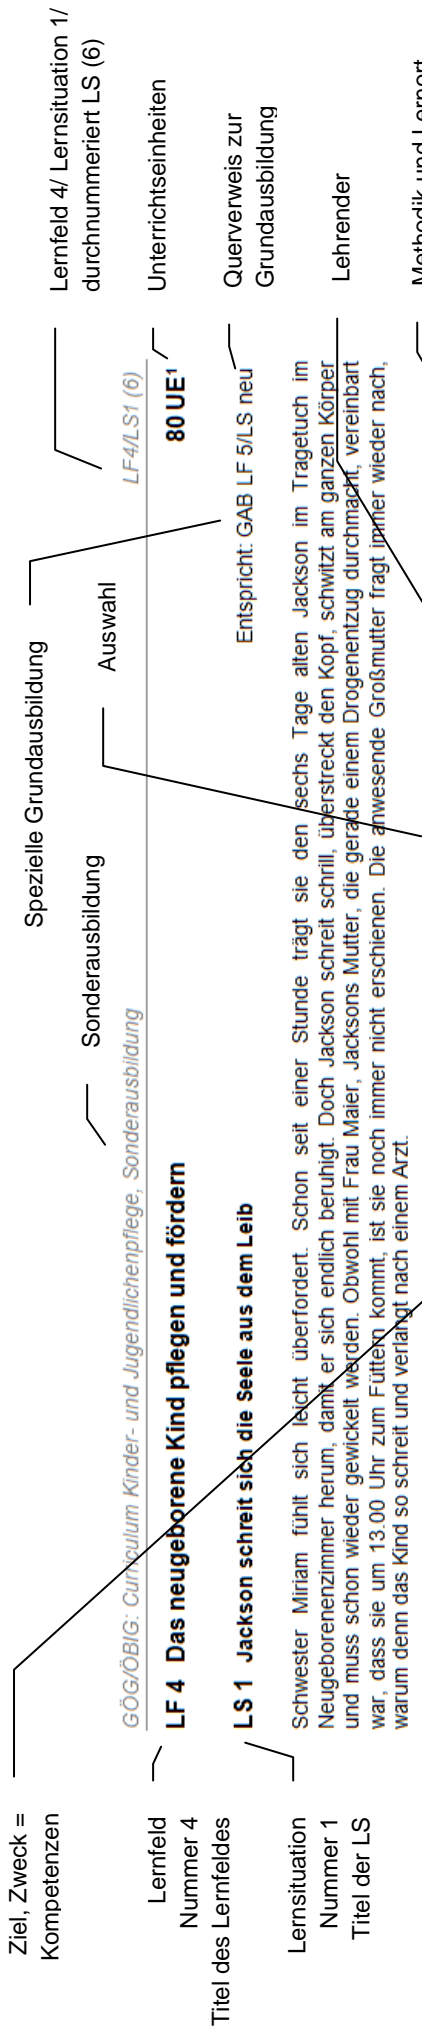 Ziel, Zweck =
Kompetenzen
Spezielle Grundausbildung
Lernfeld 4/ Lernsituation 1/
durchnummeriert LS (6)
Sonderausbildung
Auswahl
GÖG/ÖBIG: Curriculum Kinder- und Jugendlichenpflege, Sonderausbildung
LF4/LS1 (6)
Lernfeld
Nummer 4
Titel des Lernfeldes
LF 4 Das neugeborene Kind pflegen und fördern
80 UE¹
Unterrichtseinheiten
Entspricht: GAB LF 5/LS neu
Querverweis zur
Grundausbildung
Lernsituation
Nummer 1
Titel der LS
LS 1 Jackson schreit sich die Seele aus dem Leib
Schwester Miriam fühlt sich leicht überfordert. Schon seit einer Stunde trägt sie den sechs Tage alten Jackson im Tragetuch im
Neugeborenenzimmer herum, damit er sich endlich beruhigt. Doch Jackson schreit schrill, überstreckt den Kopf, schwitzt am ganzen Körper
und muss schon wieder gewickelt werden. Obwohl mit Frau Maier, Jacksons Mutter, die gerade einem Drogenentzug durchmacht, vereinbart
war, dass sie um 13.00 Uhr zum Füttern kommt, ist sie noch immer nicht erschienen. Die anwesende Großmutter fragt immer wieder nach,
warum denn das Kind so schreit und verlangt nach einem Arzt.
Lehrender
Methodik und Lernort